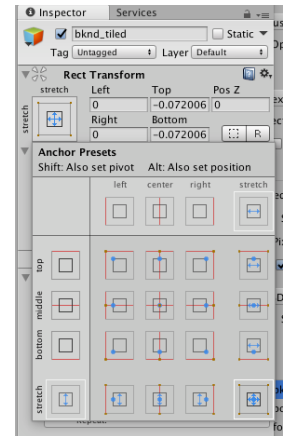 Inspector Services
bknd_tiled Static
Tag Untagged Layer Default
Rect Transform
stretch Left Top Pos Z
0 -0.072006 0
stretch Right Bottom
0 -0.072006 R
Anchor Presets
Shift: Also set pivot Alt: Also set position
left center right stretch
top
middle
bottom
stretch